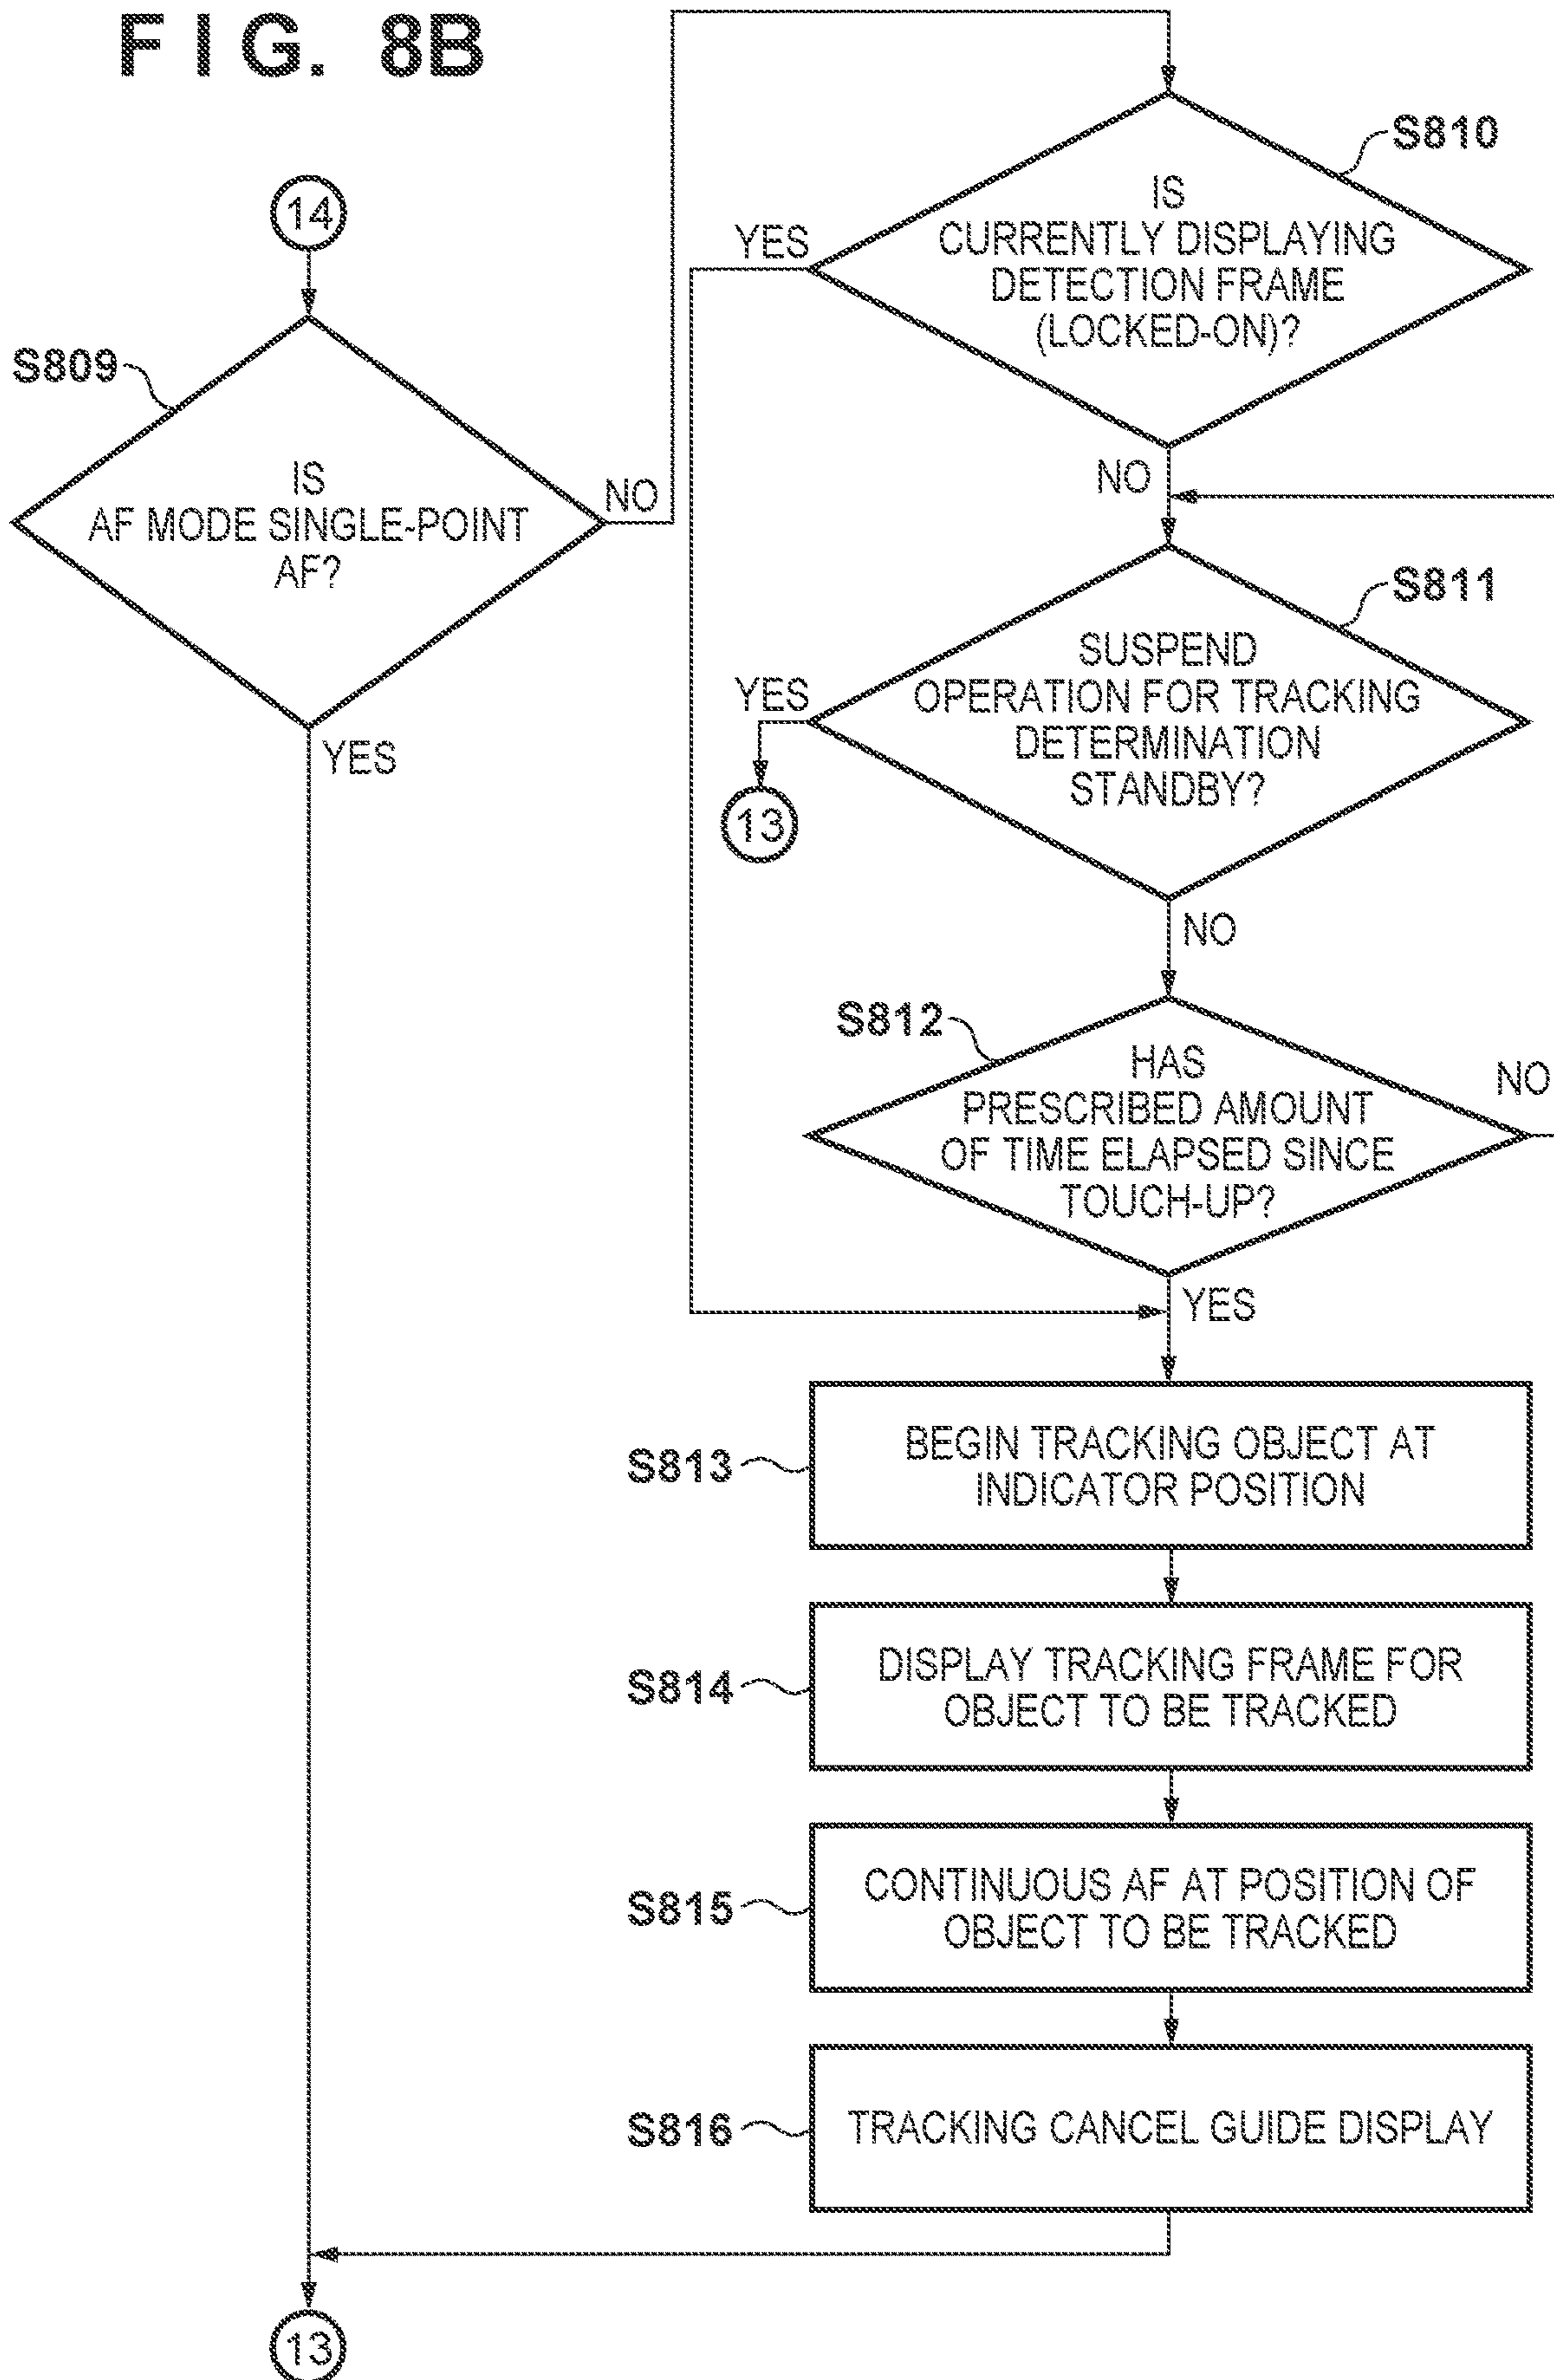 FIG. 8B
14
S809
IS
AF MODE SINGLE-POINT
AF?
NO
YES
S810
IS
CURRENTLY DISPLAYING
DETECTION FRAME
(LOCKED-ON)?
YES
NO
S811
SUSPEND
OPERATION FOR TRACKING
DETERMINATION
STANDBY?
YES
13
NO
S812
HAS
PRESCRIBED AMOUNT
OF TIME ELAPSED SINCE
TOUCH-UP?
NO
YES
S813
BEGIN TRACKING OBJECT AT
INDICATOR POSITION
S814
DISPLAY TRACKING FRAME FOR
OBJECT TO BE TRACKED
S815
CONTINUOUS AF AT POSITION OF
OBJECT TO BE TRACKED
S816
TRACKING CANCEL GUIDE DISPLAY
13